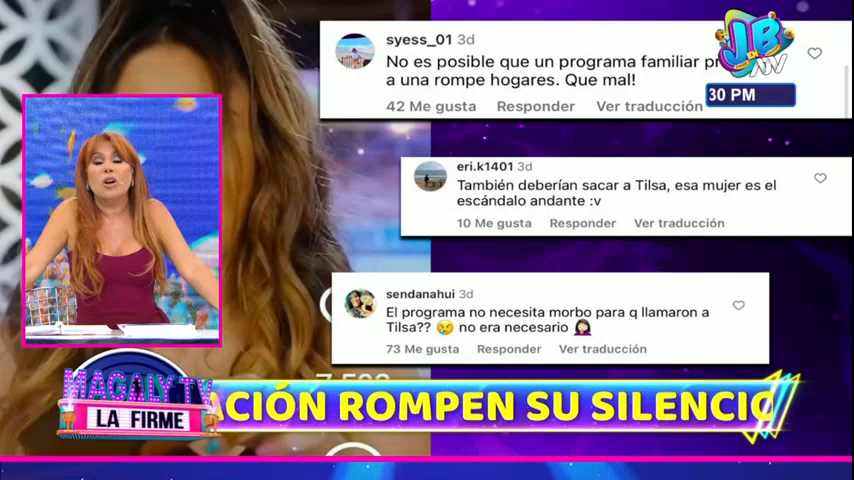 syess_01 3d
No es posible que un programa familiar pr
a una rompe hogares. Que mal!
42 Me gusta Responder Ver traducción
JB
ATV
30 PM
eri.k1401 3d
También deberían sacar a Tilsa, esa mujer es el
escándalo andante :v
10 Me gusta Responder Ver traducción
sendanahui 3d
El programa no necesita morbo para q llamaron a
Tilsa?? 😢 no era necesario 🤦🏻‍♀️
73 Me gusta Responder Ver traducción
MAGALY TV
LA FIRME
ACIÓN ROMPEN SU SILENCIO